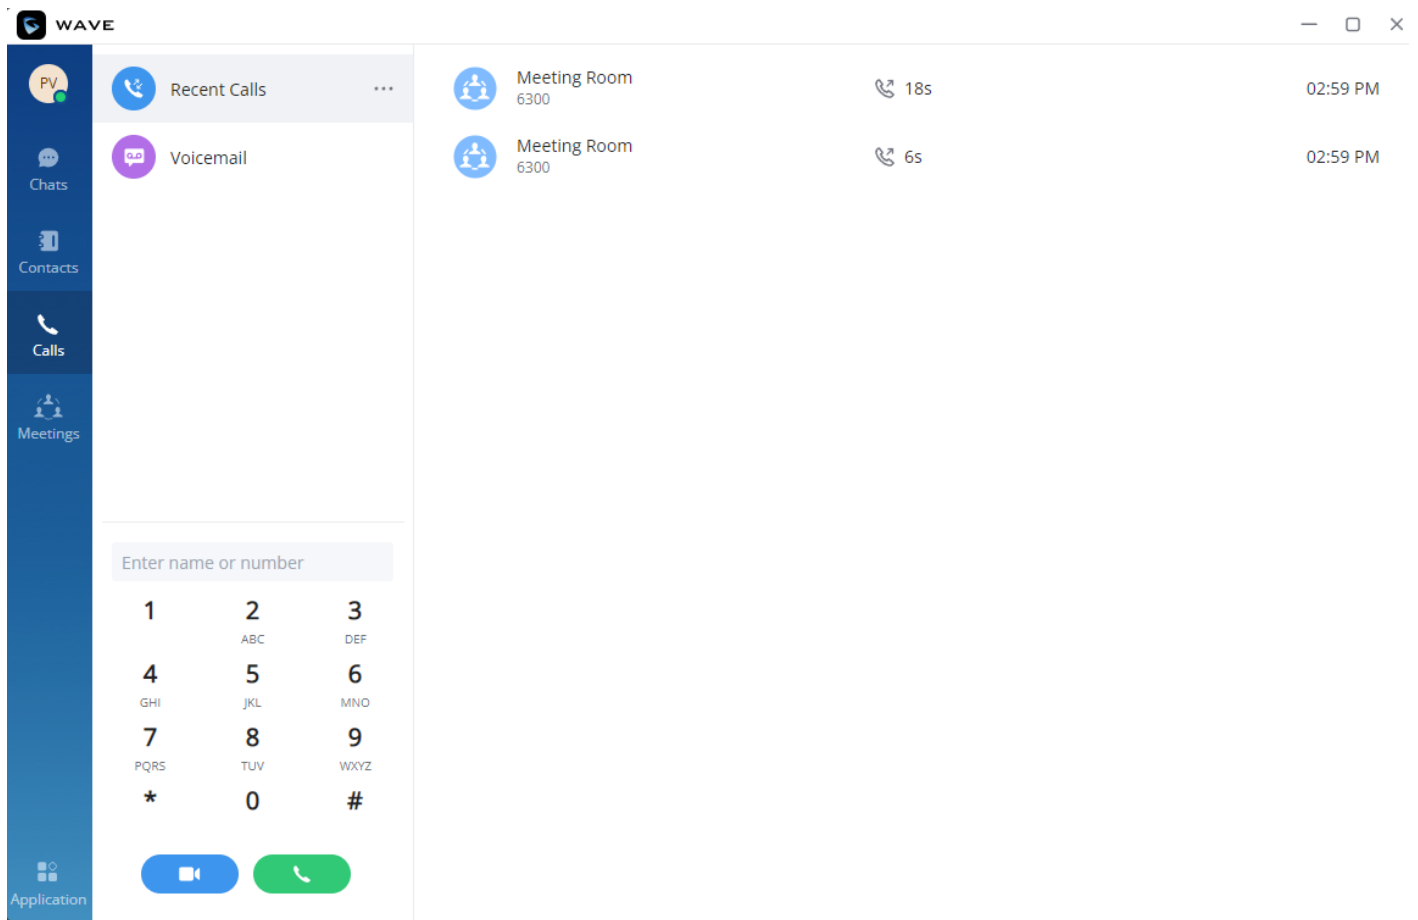 WAVE
PV
Chats
Contacts
Calls
Meetings
Application
Recent Calls
Voicemail
Enter name or number
1
2 ABC
3 DEF
4 GHI
5 JKL
6 MNO
7 PQRS
8 TUV
9 WXYZ
*
0
#
Meeting Room
6300
18s
02:59 PM
Meeting Room
6300
6s
02:59 PM